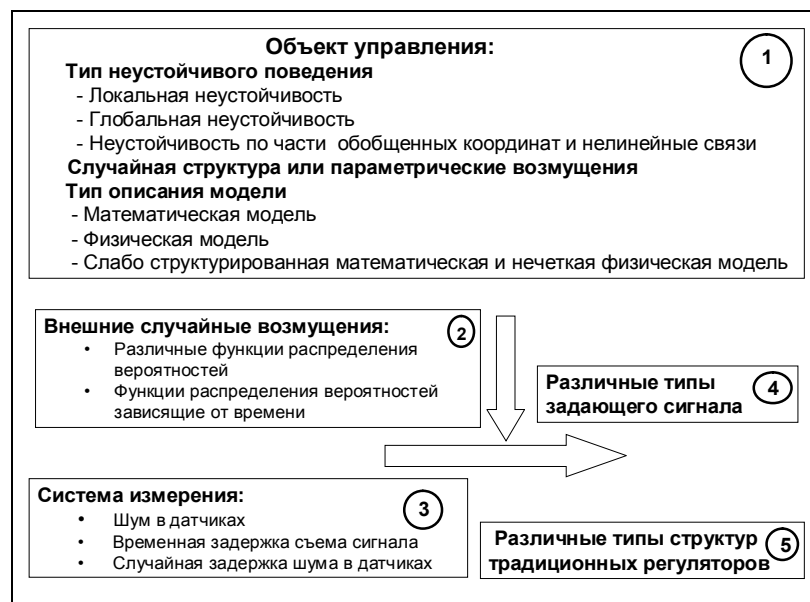 Объект управления:
1
Тип неустойчивого поведения
- Локальная неустойчивость
- Глобальная неустойчивость
- Неустойчивость по части обобщенных координат и нелинейные связи
Случайная структура или параметрические возмущения
Тип описания модели
- Математическая модель
- Физическая модель
- Слабо структурированная математическая и нечеткая физическая модель
Внешние случайные возмущения:
2
• Различные функции распределения
вероятностей
• Функции распределения вероятностей
зависящие от времени
Различные типы
задающего сигнала
4
Система измерения:
3
• Шум в датчиках
• Временная задержка съема сигнала
• Случайная задержка шума в датчиках
Различные типы структур
традиционных регуляторов
5